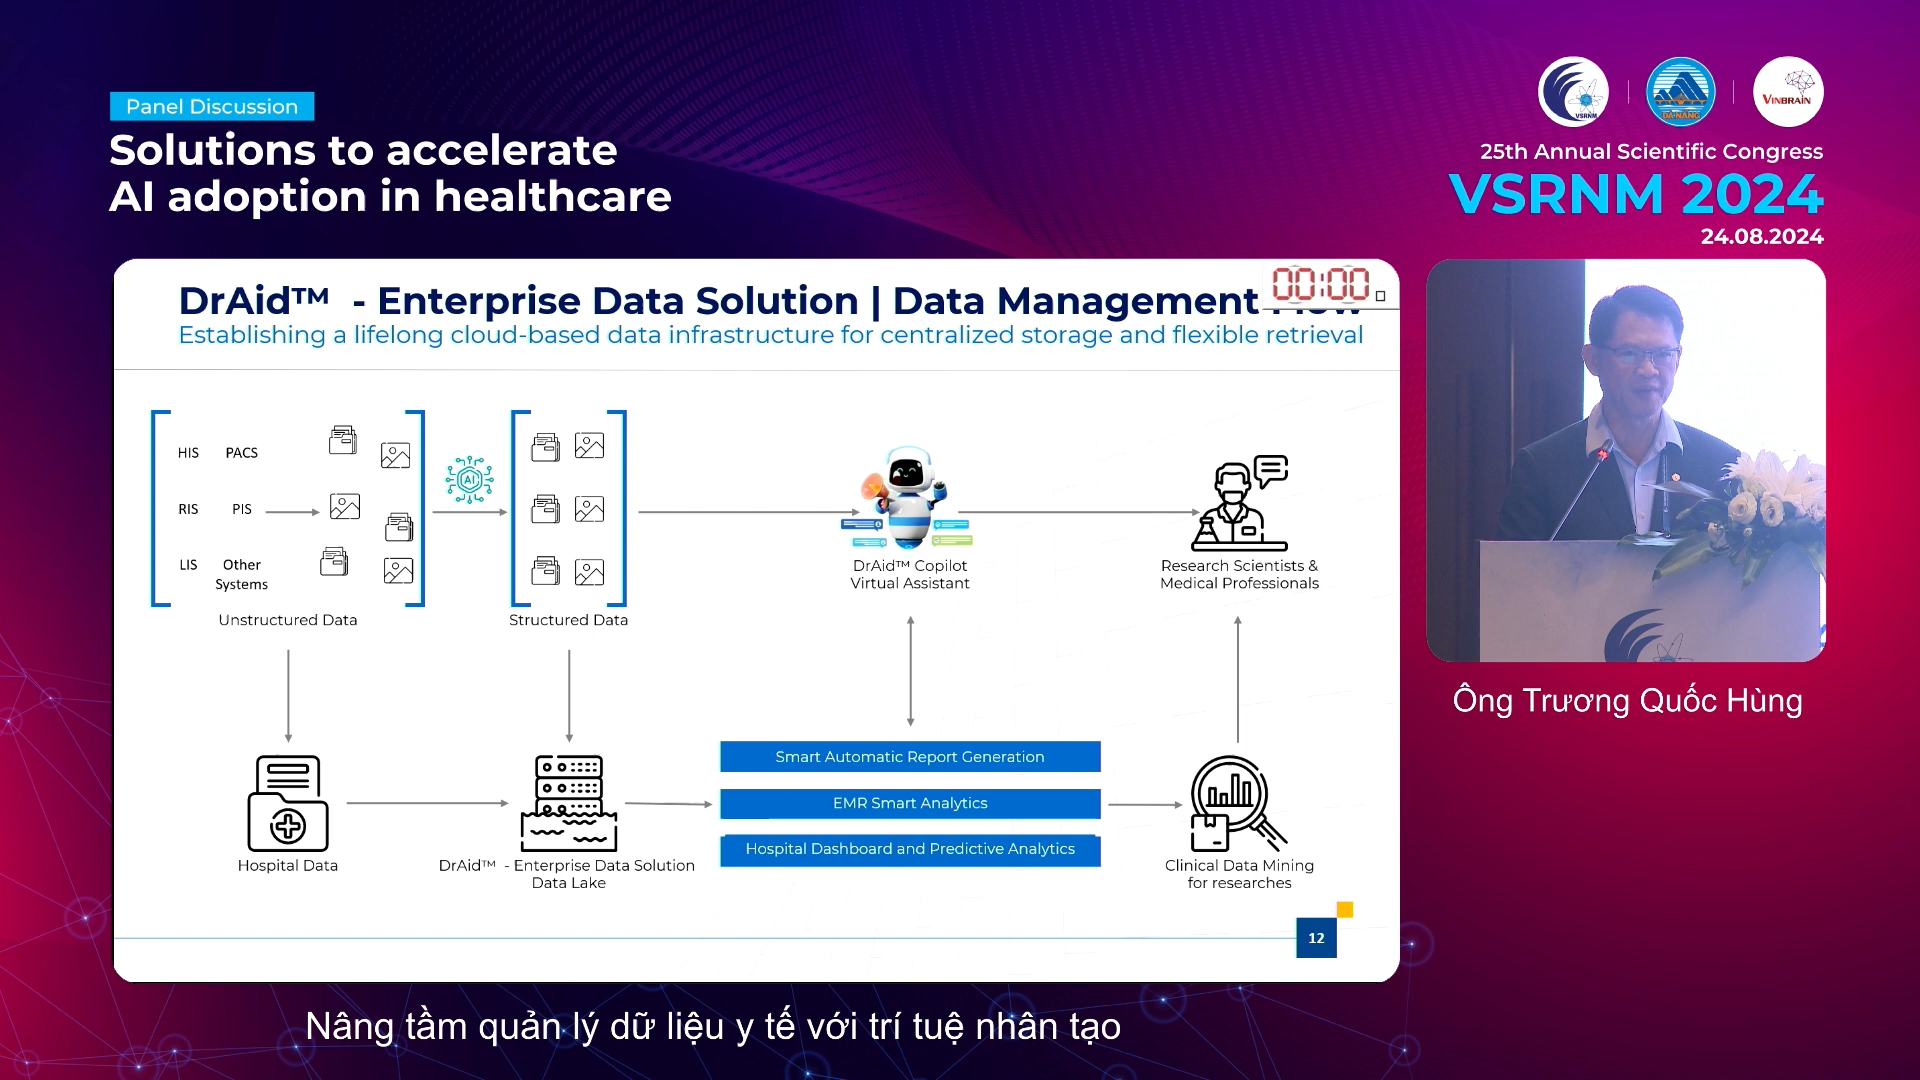 Panel Discussion
Solutions to accelerate
AI adoption in healthcare
VSRNM
DA NANG
VINBRAIN
25th Annual Scientific Congress
VSRNM 2024
24.08.2024
DrAid™ - Enterprise Data Solution | Data Management
00:00
Establishing a lifelong cloud-based data infrastructure for centralized storage and flexible retrieval
HIS PACS
RIS PIS
LIS Other
Systems
AI
Unstructured Data
Structured Data
DrAid™ Copilot
Virtual Assistant
Research Scientists &
Medical Professionals
Smart Automatic Report Generation
EMR Smart Analytics
Hospital Dashboard and Predictive Analytics
Hospital Data
DrAid™ - Enterprise Data Solution
Data Lake
Clinical Data Mining
for researches
12
Ông Trương Quốc Hùng
Nâng tầm quản lý dữ liệu y tế với trí tuệ nhân tạo